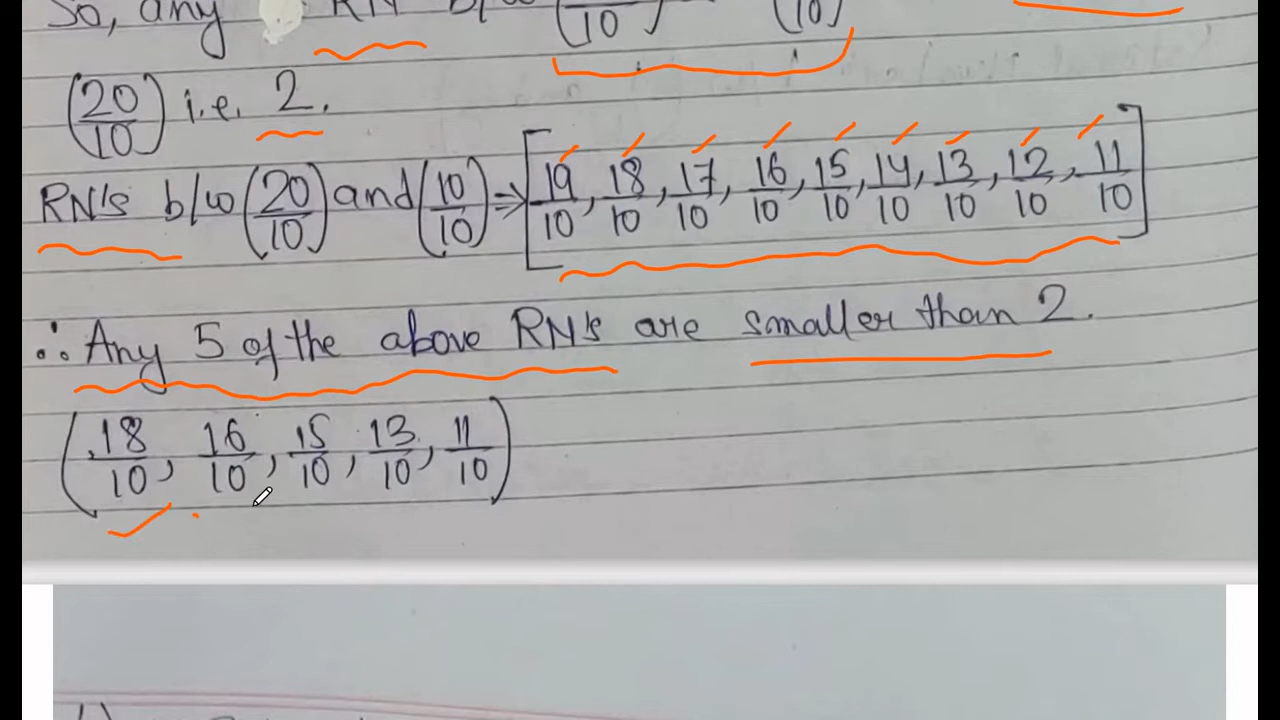 So, any RN b/w (/10) (/10)
(20/10) i.e. 2.
RN's b/w (20/10) and (10/10) ⇒ [19/10, 18/10, 17/10, 16/10, 15/10, 14/10, 13/10, 12/10, 11/10]
∴ Any 5 of the above RN's are smaller than 2.
(18/10, 16/10, 15/10, 13/10, 11/10)